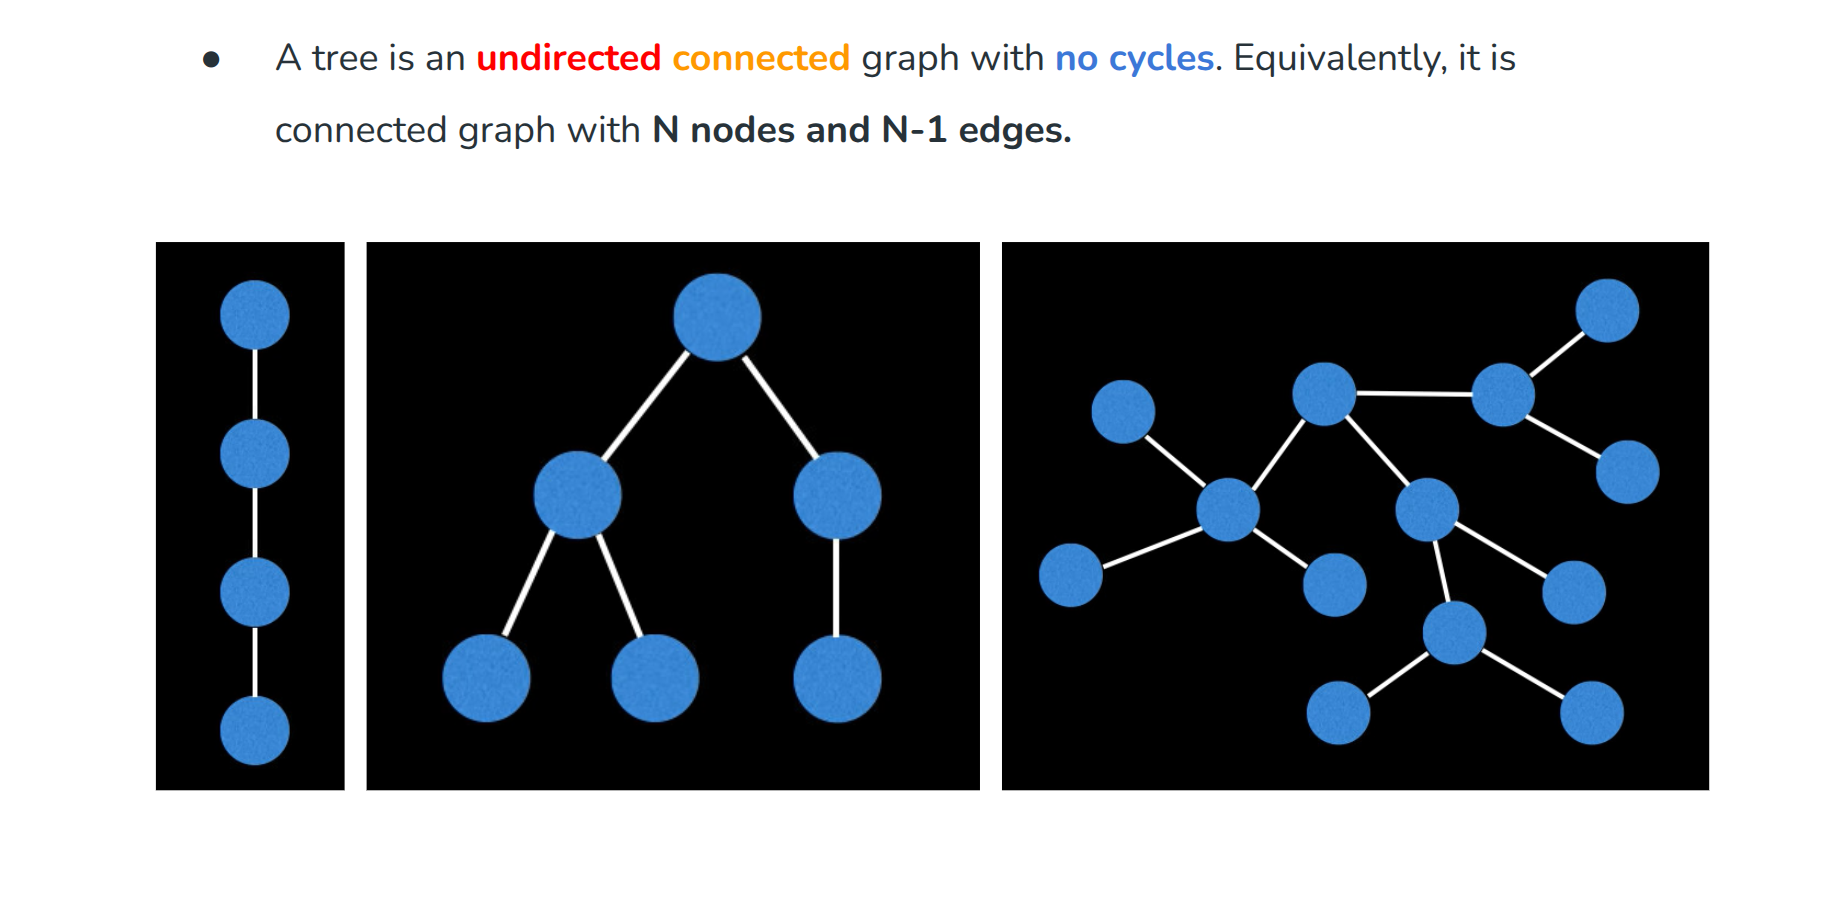 ● A tree is an undirected connected graph with no cycles. Equivalently, it is
connected graph with N nodes and N-1 edges.